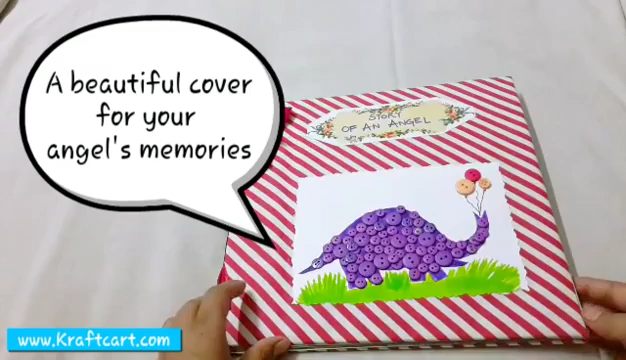 A beautiful cover
for your
angel's memories
STORY
OF AN ANGEL
www.Kraftcart.com